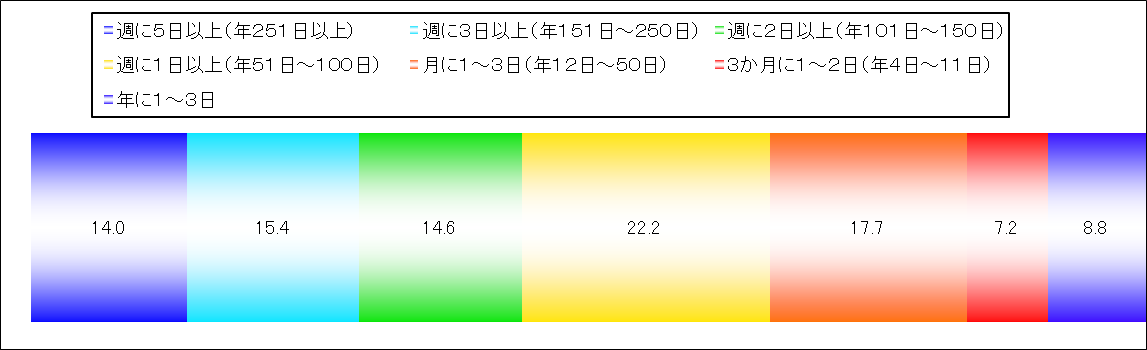 週に５日以上（年251日以上） 週に3日以上（年151日～250日） 週に2日以上（年101日～150日）
週に1日以上（年51日～100日） 月に1～3日（年12日～50日） 3か月に1～2日（年4日～11日）
年に1～3日
14.0 15.4 14.6 22.2 17.7 7.2 8.8